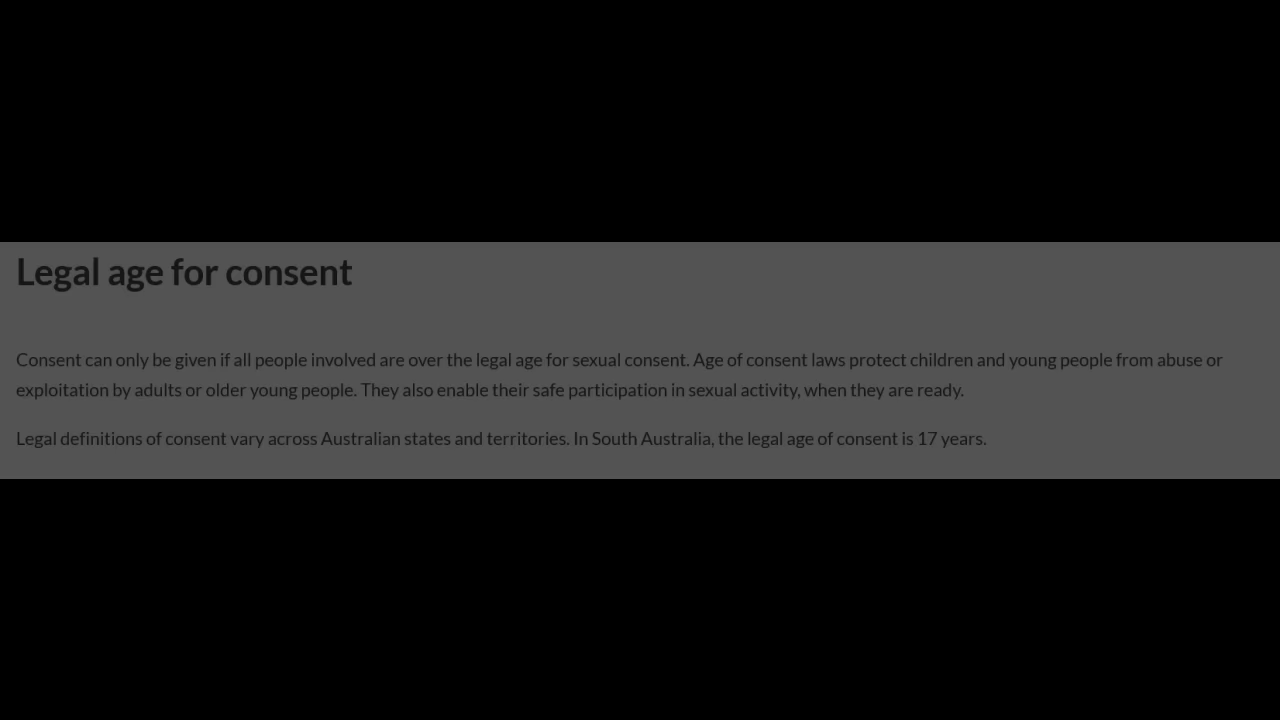 Legal age for consent
Consent can only be given if all people involved are over the legal age for sexual consent. Age of consent laws protect children and young people from abuse or
exploitation by adults or older young people. They also enable their safe participation in sexual activity, when they are ready.
Legal definitions of consent vary across Australian states and territories. In South Australia, the legal age of consent is 17 years.